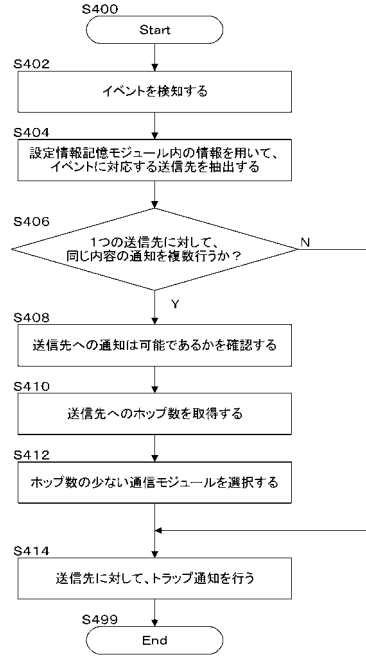 S400
Start
S402
イベントを検知する
S404
設定情報記憶モジュール内の情報を用いて、
イベントに対応する送信先を抽出する
S406
1つの送信先に対して、
同じ内容の通知を複数行うか？
N
Y
S408
送信先への通知は可能であるかを確認する
S410
送信先へのホップ数を取得する
S412
ホップ数の少ない通信モジュールを選択する
S414
送信先に対して、トラップ通知を行う
S499
End